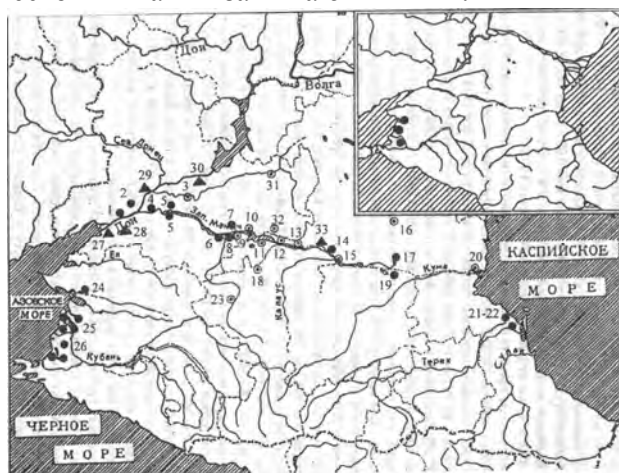 Дон
Волга
Сев. Донец
29
30
31
1
2
3
4
5
5
Дон
27
28
Зап. Маныч
7
10
32
6
8
9
11
12
13
33
14
15
16
17
18
19
Кума
20
Ея
23
Калаус
24
АЗОВСКОЕ
МОРЕ
25
26
Кубань
21-22
Терек
Сулак
КАСПИЙСКОЕ
МОРЕ
ЧЕРНОЕ
МОРЕ